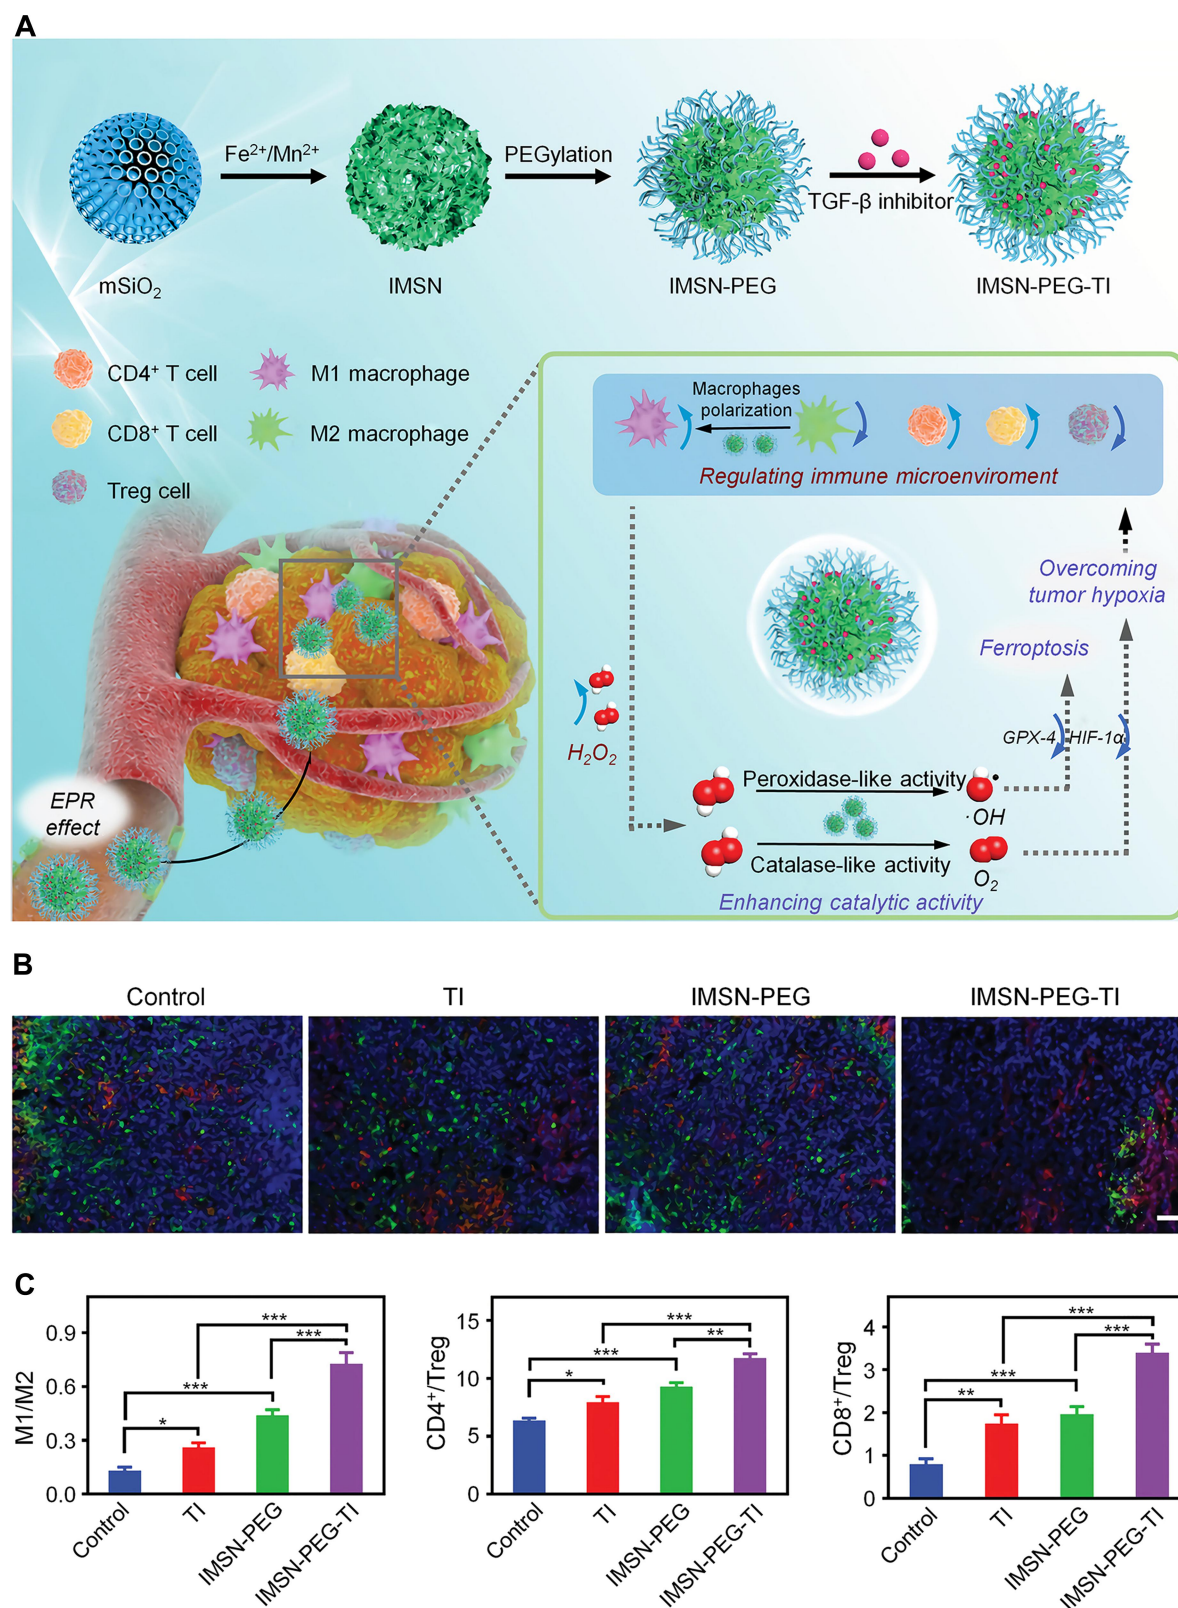 A
Fe²⁺/Mn²⁺
PEGylation
TGF-β inhibitor
mSiO₂
IMSN
IMSN-PEG
IMSN-PEG-TI
CD4⁺ T cell
M1 macrophage
CD8⁺ T cell
M2 macrophage
Treg cell
Macrophages
polarization
Regulating immune microenviroment
Overcoming
tumor hypoxia
Ferroptosis
GPX-4
HIF-1α
H₂O₂
Peroxidase-like activity
·OH
Catalase-like activity
O₂
Enhancing catalytic activity
EPR
effect
B
Control
TI
IMSN-PEG
IMSN-PEG-TI
C
M1/M2
0.9
0.6
0.3
0.0
*
***
***
***
Control
TI
IMSN-PEG
IMSN-PEG-TI
CD4⁺/Treg
15
10
5
0
*
***
**
***
Control
TI
IMSN-PEG
IMSN-PEG-TI
CD8⁺/Treg
4
3
2
1
0
**
***
***
***
Control
TI
IMSN-PEG
IMSN-PEG-TI